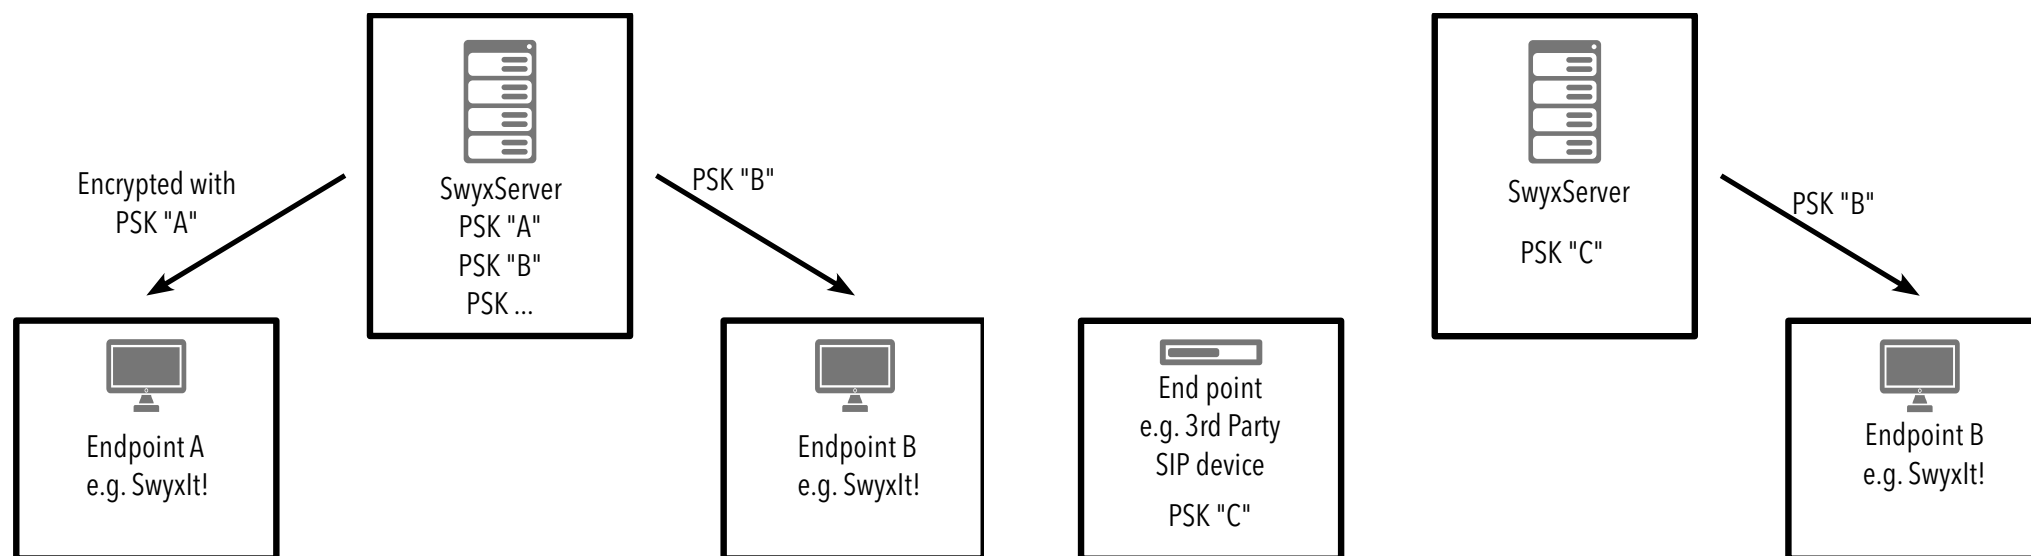 Encrypted with
PSK "A"
SwyxServer
PSK "A"
PSK "B"
PSK ...
PSK "B"
Endpoint A
e.g. SwyxIt!
Endpoint B
e.g. SwyxIt!
End point
e.g. 3rd Party
SIP device
PSK "C"
SwyxServer
PSK "C"
PSK "B"
Endpoint B
e.g. SwyxIt!